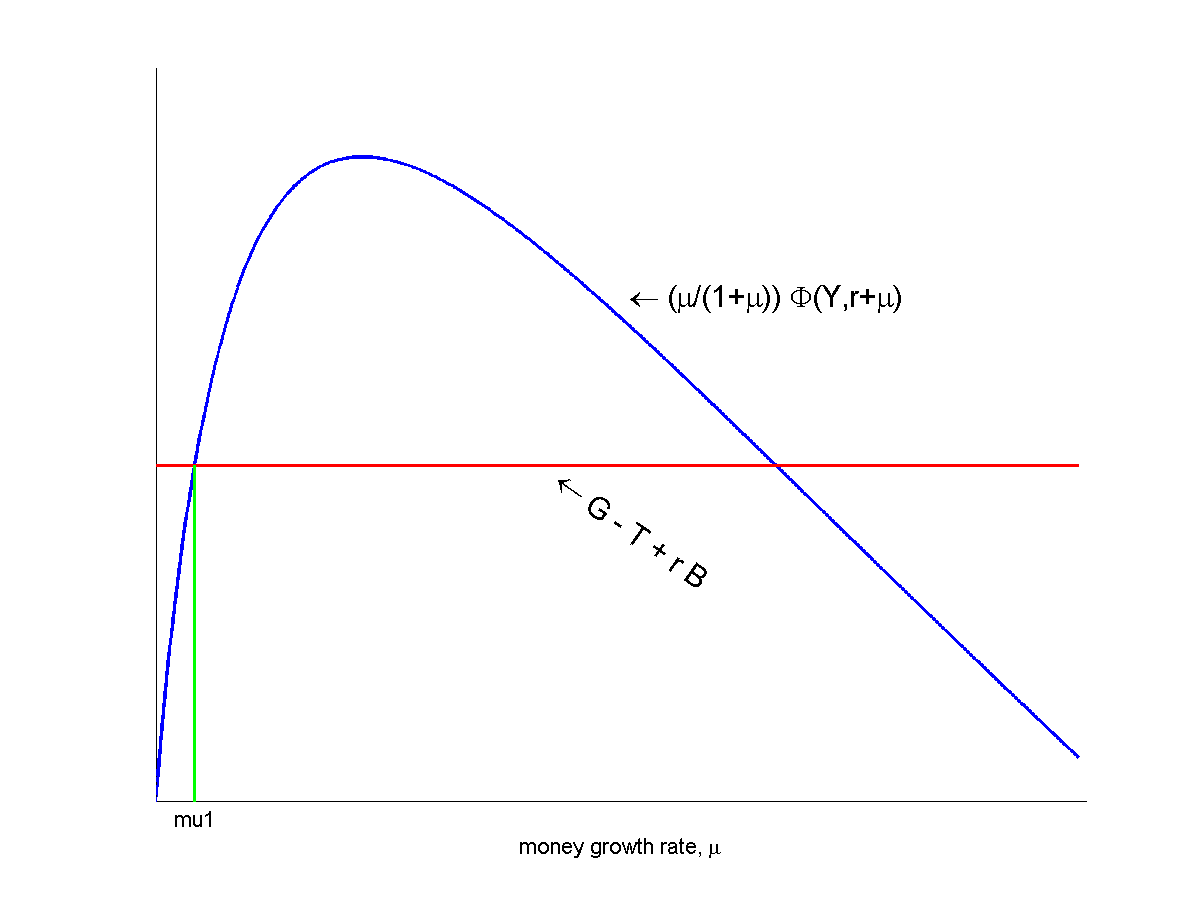 ← (μ/(1+μ)) Φ(Y,r+μ)
← G - T + r B
mu1
money growth rate, μ